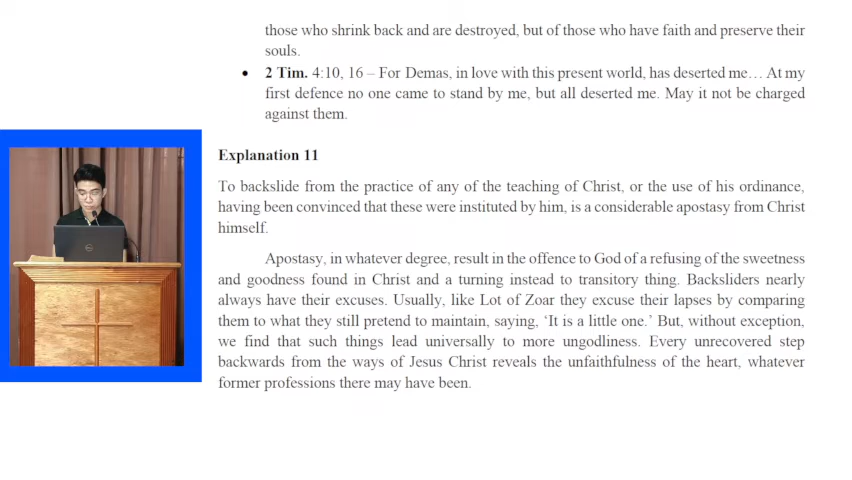 those who shrink back and are destroyed, but of those who have faith and preserve their
souls.
• 2 Tim. 4:10, 16 – For Demas, in love with this present world, has deserted me… At my
first defence no one came to stand by me, but all deserted me. May it not be charged
against them.
Explanation 11
To backslide from the practice of any of the teaching of Christ, or the use of his ordinance,
having been convinced that these were instituted by him, is a considerable apostasy from Christ
himself.
Apostasy, in whatever degree, result in the offence to God of a refusing of the sweetness
and goodness found in Christ and a turning instead to transitory thing. Backsliders nearly
always have their excuses. Usually, like Lot of Zoar they excuse their lapses by comparing
them to what they still pretend to maintain, saying, ‘It is a little one.’ But, without exception,
we find that such things lead universally to more ungodliness. Every unrecovered step
backwards from the ways of Jesus Christ reveals the unfaithfulness of the heart, whatever
former professions there may have been.